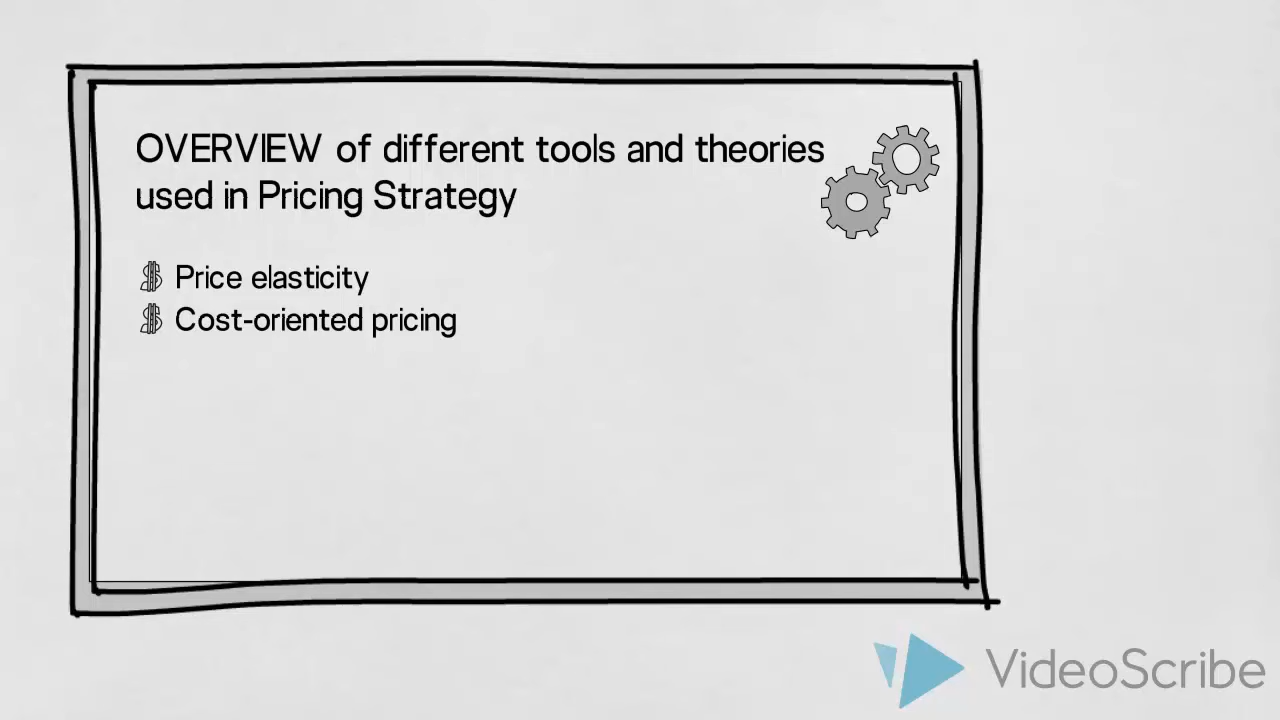 OVERVIEW of different tools and theories
used in Pricing Strategy
Price elasticity
Cost-oriented pricing
VideoScribe